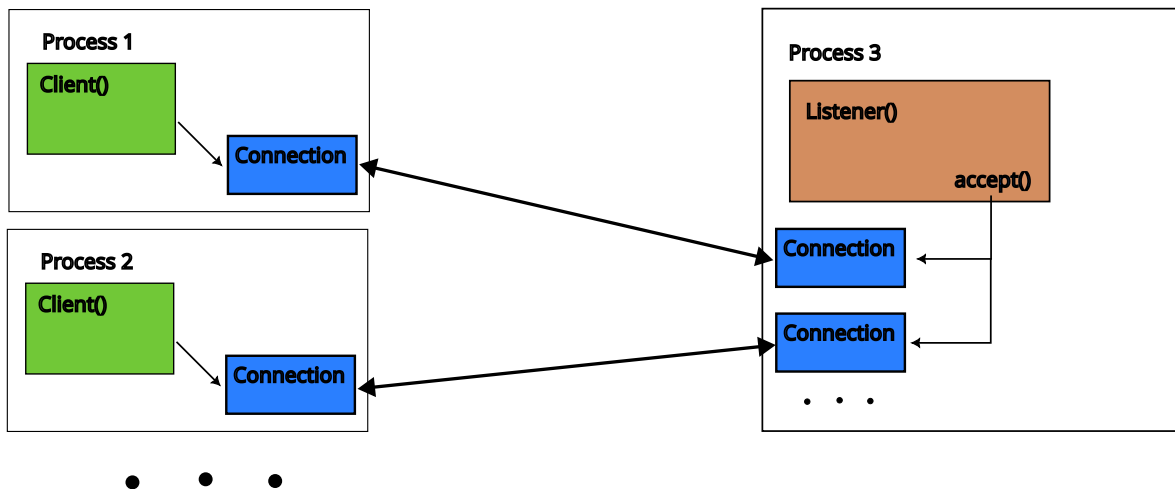 Process 1
Client()
Connection
Process 2
Client()
Connection
Process 3
Listener()
accept()
Connection
Connection
. . .
. . .